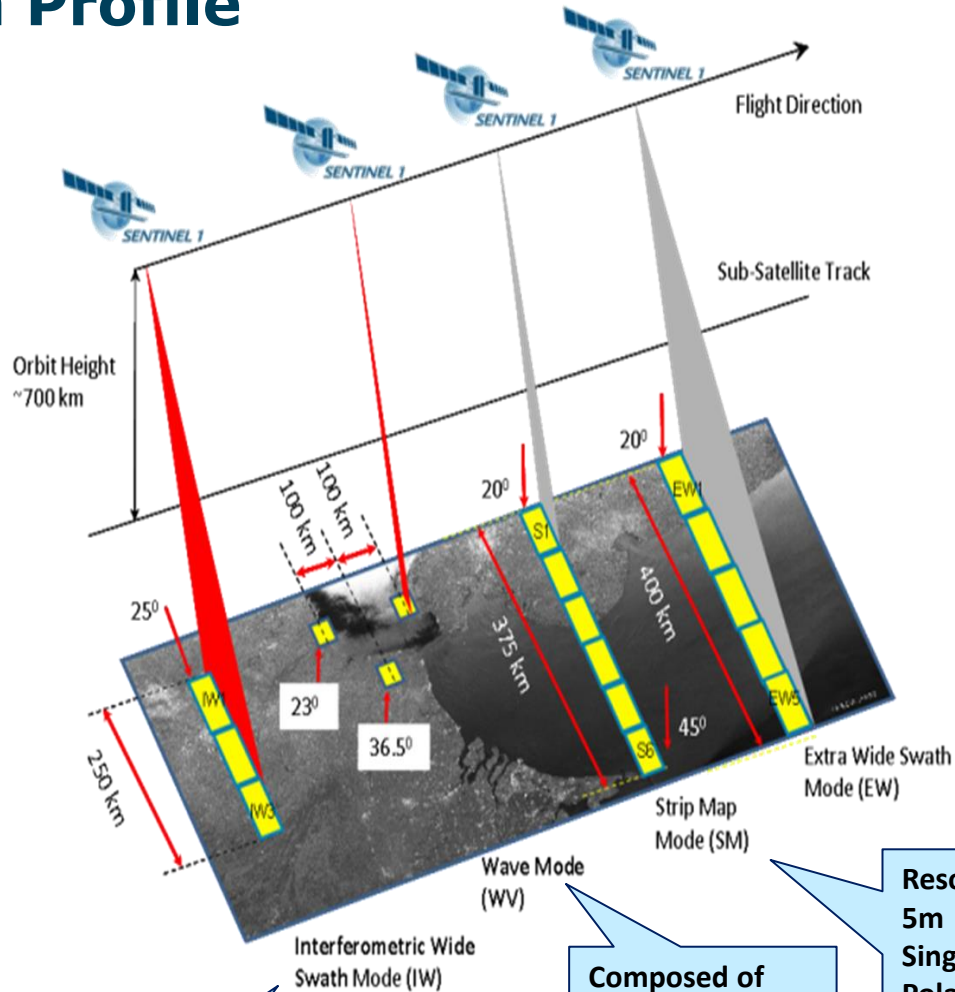 Profile
SENTINEL 1
SENTINEL 1
SENTINEL 1
SENTINEL 1
Flight Direction
Sub-Satellite Track
Orbit Height
~700 km
100 km
100 km
20⁰
20⁰
25⁰
EW1
S1
IW1
23⁰
36.5⁰
375 km
400 km
45⁰
EW5
S6
IW3
250 km
Extra Wide Swath
Mode (EW)
Strip Map
Mode (SM)
Wave Mode
(WV)
Interferometric Wide
Swath Mode (IW)
Composed of
5m